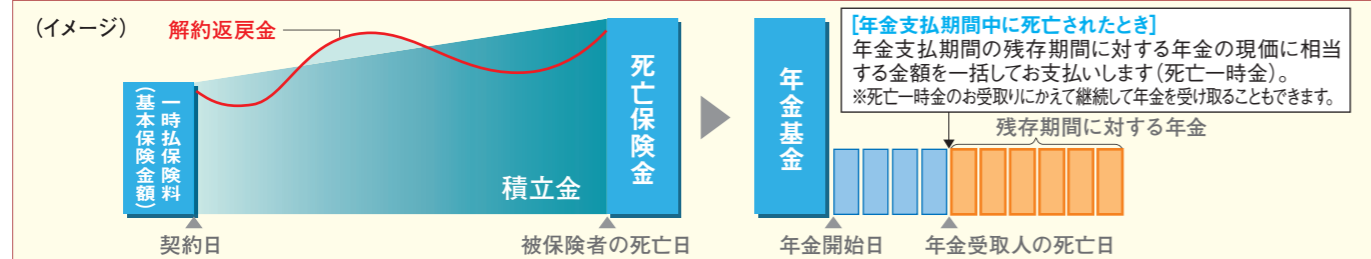 (イメージ)
解約返戻金
一時払保険料
(基本保険金額)
積立金
死亡保険金
契約日
被保険者の死亡日
年金基金
[年金支払期間中に死亡されたとき]
年金支払期間の残存期間に対する年金の現価に相当
する金額を一括してお支払いします(死亡一時金)。
※死亡一時金のお受取りにかえて継続して年金を受け取ることもできます。
残存期間に対する年金
年金開始日
年金受取人の死亡日